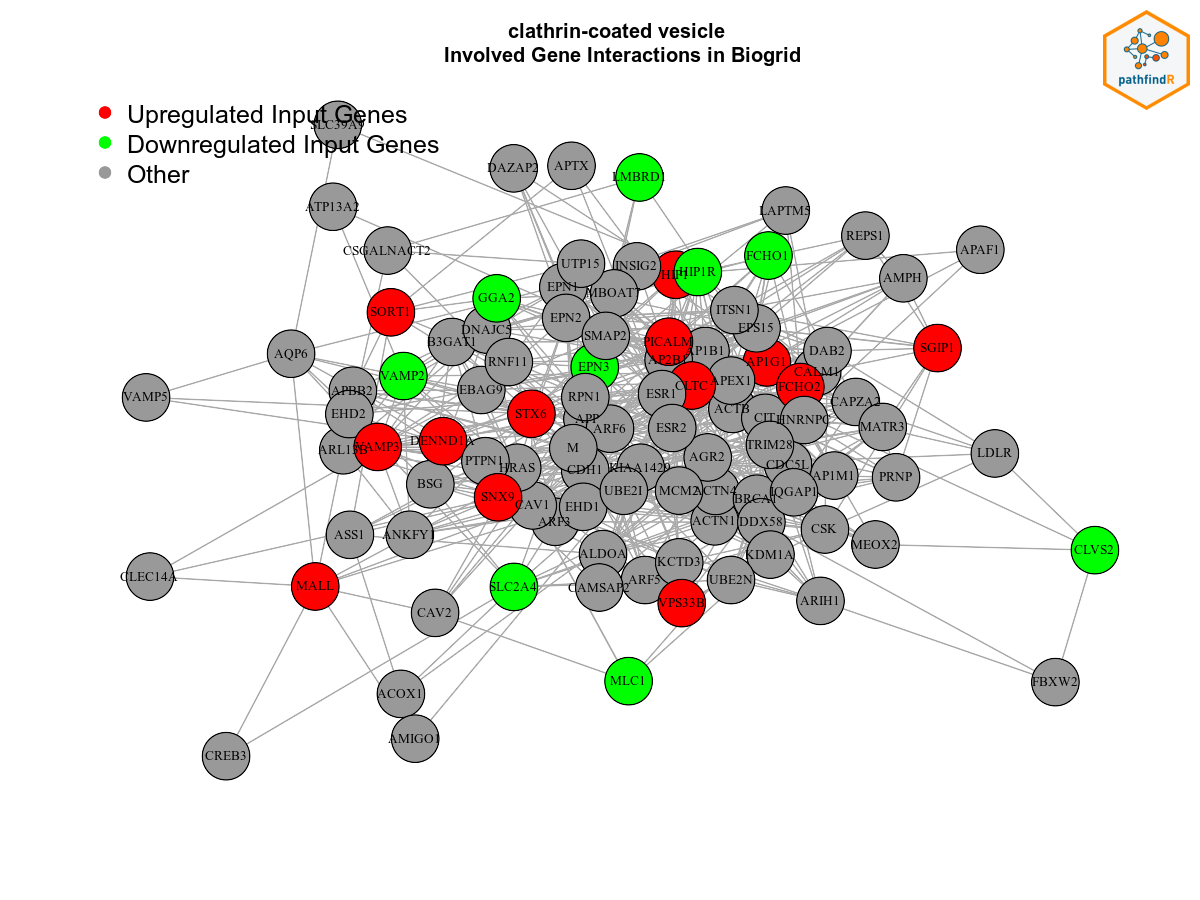 clathrin-coated vesicle
Involved Gene Interactions in Biogrid
pathfindR
Upregulated Input Genes
Downregulated Input Genes
Other
SLC39A9
DAZAP2
APTX
LMBRD1
ATP13A2
LAPTM5
REPS1
APAF1
CSGALNACT2
UTP15
INSIG2
HIP1
HIP1R
FCHO1
AMPH
EPN1
MBOAT7
GGA2
SORT1
EPN2
ITSN1
EPS15
DNAJC5
SMAP2
B3GAT1
PICALM
AP1B1
AP2B1
AP1G1
DAB2
CALM1
SGIP1
AQP6
RNF11
EPN3
VAMP2
EBAG9
RPN1
ESR1
CLTC
APEX1
FCHO2
VAMP5
APBB2
EHD2
STX6
APP
ARF6
ESR2
ACTB
CIT
HNRNPC
CAPZA2
MATR3
VAMP3
DENND1A
M
TRIM28
LDLR
PTPN1
HRAS
CDH1
KIAA1429
AGR2
CDC5L
AP1M1
PRNP
BSG
SNX9
CAV1
EHD1
UBE2I
MCM2
ACTN4
BRCA1
IQGAP1
ARF3
ACTN1
DDX58
CSK
ASS1
ANKFY1
MEOX2
CLVS2
ALDOA
KCTD3
KDM1A
CLEC14A
MALL
SLC2A4
CAMSAP2
ARF5
UBE2N
VPS33B
ARIH1
CAV2
MLC1
FBXW2
ACOX1
AMIGO1
CREB3